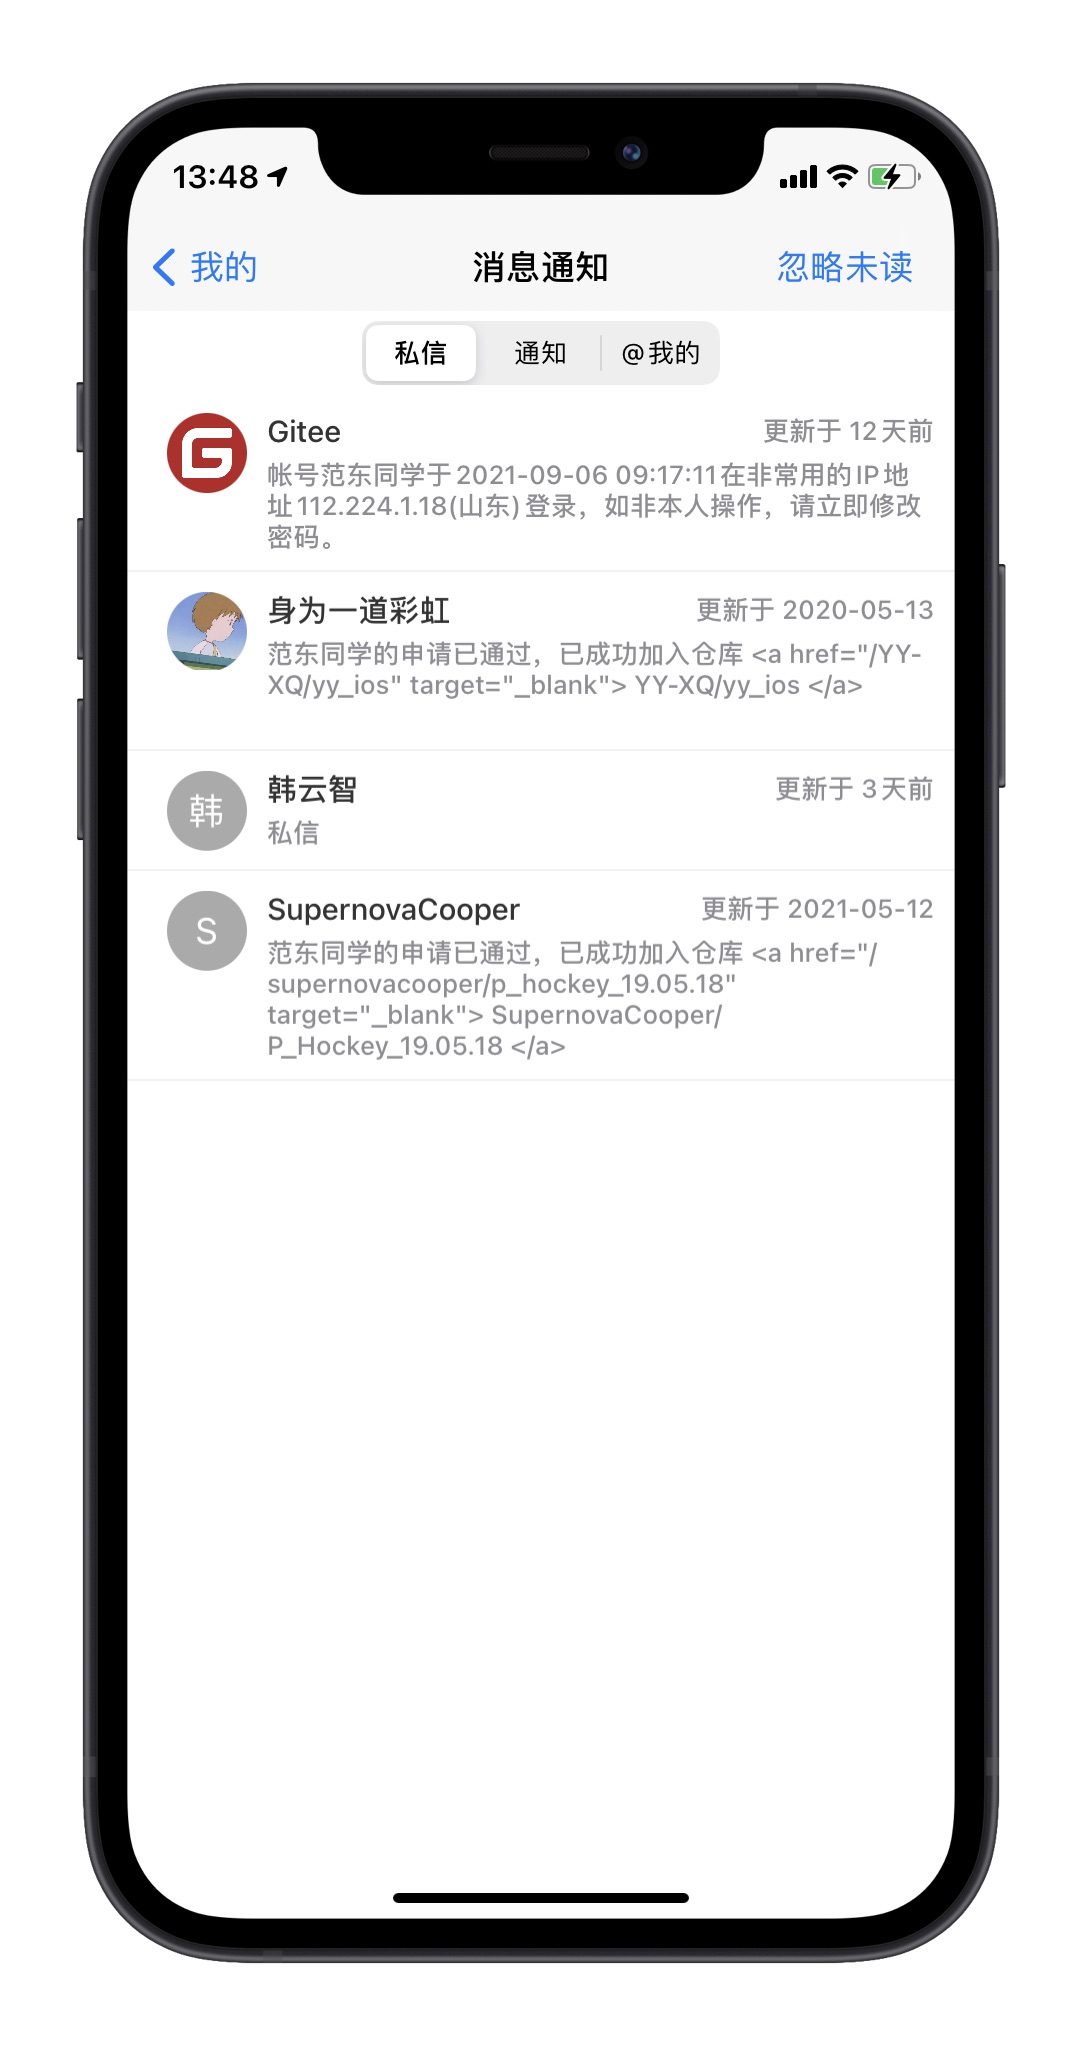 13:48
我的
消息通知
忽略未读
私信
通知
@我的
Gitee
更新于 12天前
帐号范东同学于2021-09-06 09:17:11在非常用的IP地
址112.224.1.18(山东)登录，如非本人操作，请立即修改
密码。
身为一道彩虹
更新于 2020-05-13
范东同学的申请已通过，已成功加入仓库 <a href="/YY-
XQ/yy_ios" target="_blank"> YY-XQ/yy_ios </a>
韩
韩云智
更新于 3天前
私信
S
SupernovaCooper
更新于 2021-05-12
范东同学的申请已通过，已成功加入仓库 <a href="/
supernovacooper/p_hockey_19.05.18"
target="_blank"> SupernovaCooper/
P_Hockey_19.05.18 </a>